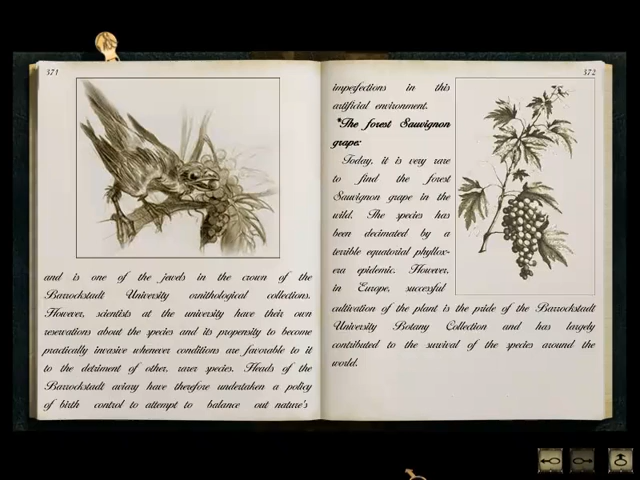 371
and is one of the jewels in the crown of the
Barrockstadt University ornithological collections.
However, scientists at the university have their own
reservations about the species and its propensity to become
practically invasive whenever conditions are favorable to it
to the detriment of other, rarer species. Heads of the
Barrockstadt aviary have therefore undertaken a policy
of birth control to attempt to balance out nature's
372
imperfections in this
artificial environment.
*The forest Sauvignon
grape:
Today, it is very rare
to find the forest
Sauvignon grape in the
wild. The species has
been decimated by a
terrible equatorial phyllox-
era epidemic. However,
in Europe, successful
cultivation of the plant is the pride of the Barrockstadt
University Botany Collection and has largely
contributed to the survival of the species around the
world.